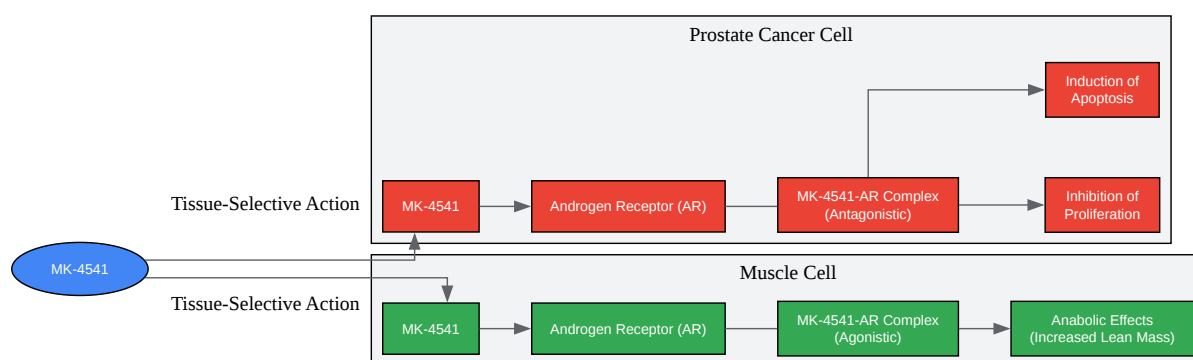 Prostate Cancer Cell
Induction of
Apoptosis
Tissue-Selective Action
MK-4541
Androgen Receptor (AR)
MK-4541-AR Complex
(Antagonistic)
Inhibition of
Proliferation
MK-4541
Muscle Cell
Tissue-Selective Action
MK-4541
Androgen Receptor (AR)
MK-4541-AR Complex
(Agonistic)
Anabolic Effects
(Increased Lean Mass)